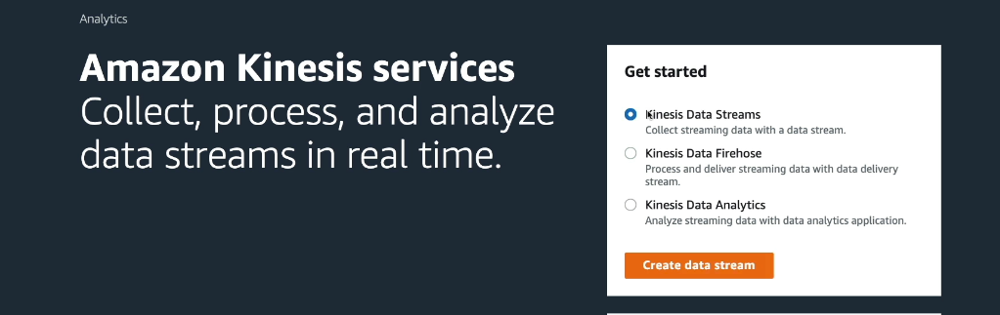 Analytics
Amazon Kinesis services
Collect, process, and analyze
data streams in real time.
Get started
Kinesis Data Streams
Collect streaming data with a data stream.
Kinesis Data Firehose
Process and deliver streaming data with data delivery
stream.
Kinesis Data Analytics
Analyze streaming data with data analytics application.
Create data stream